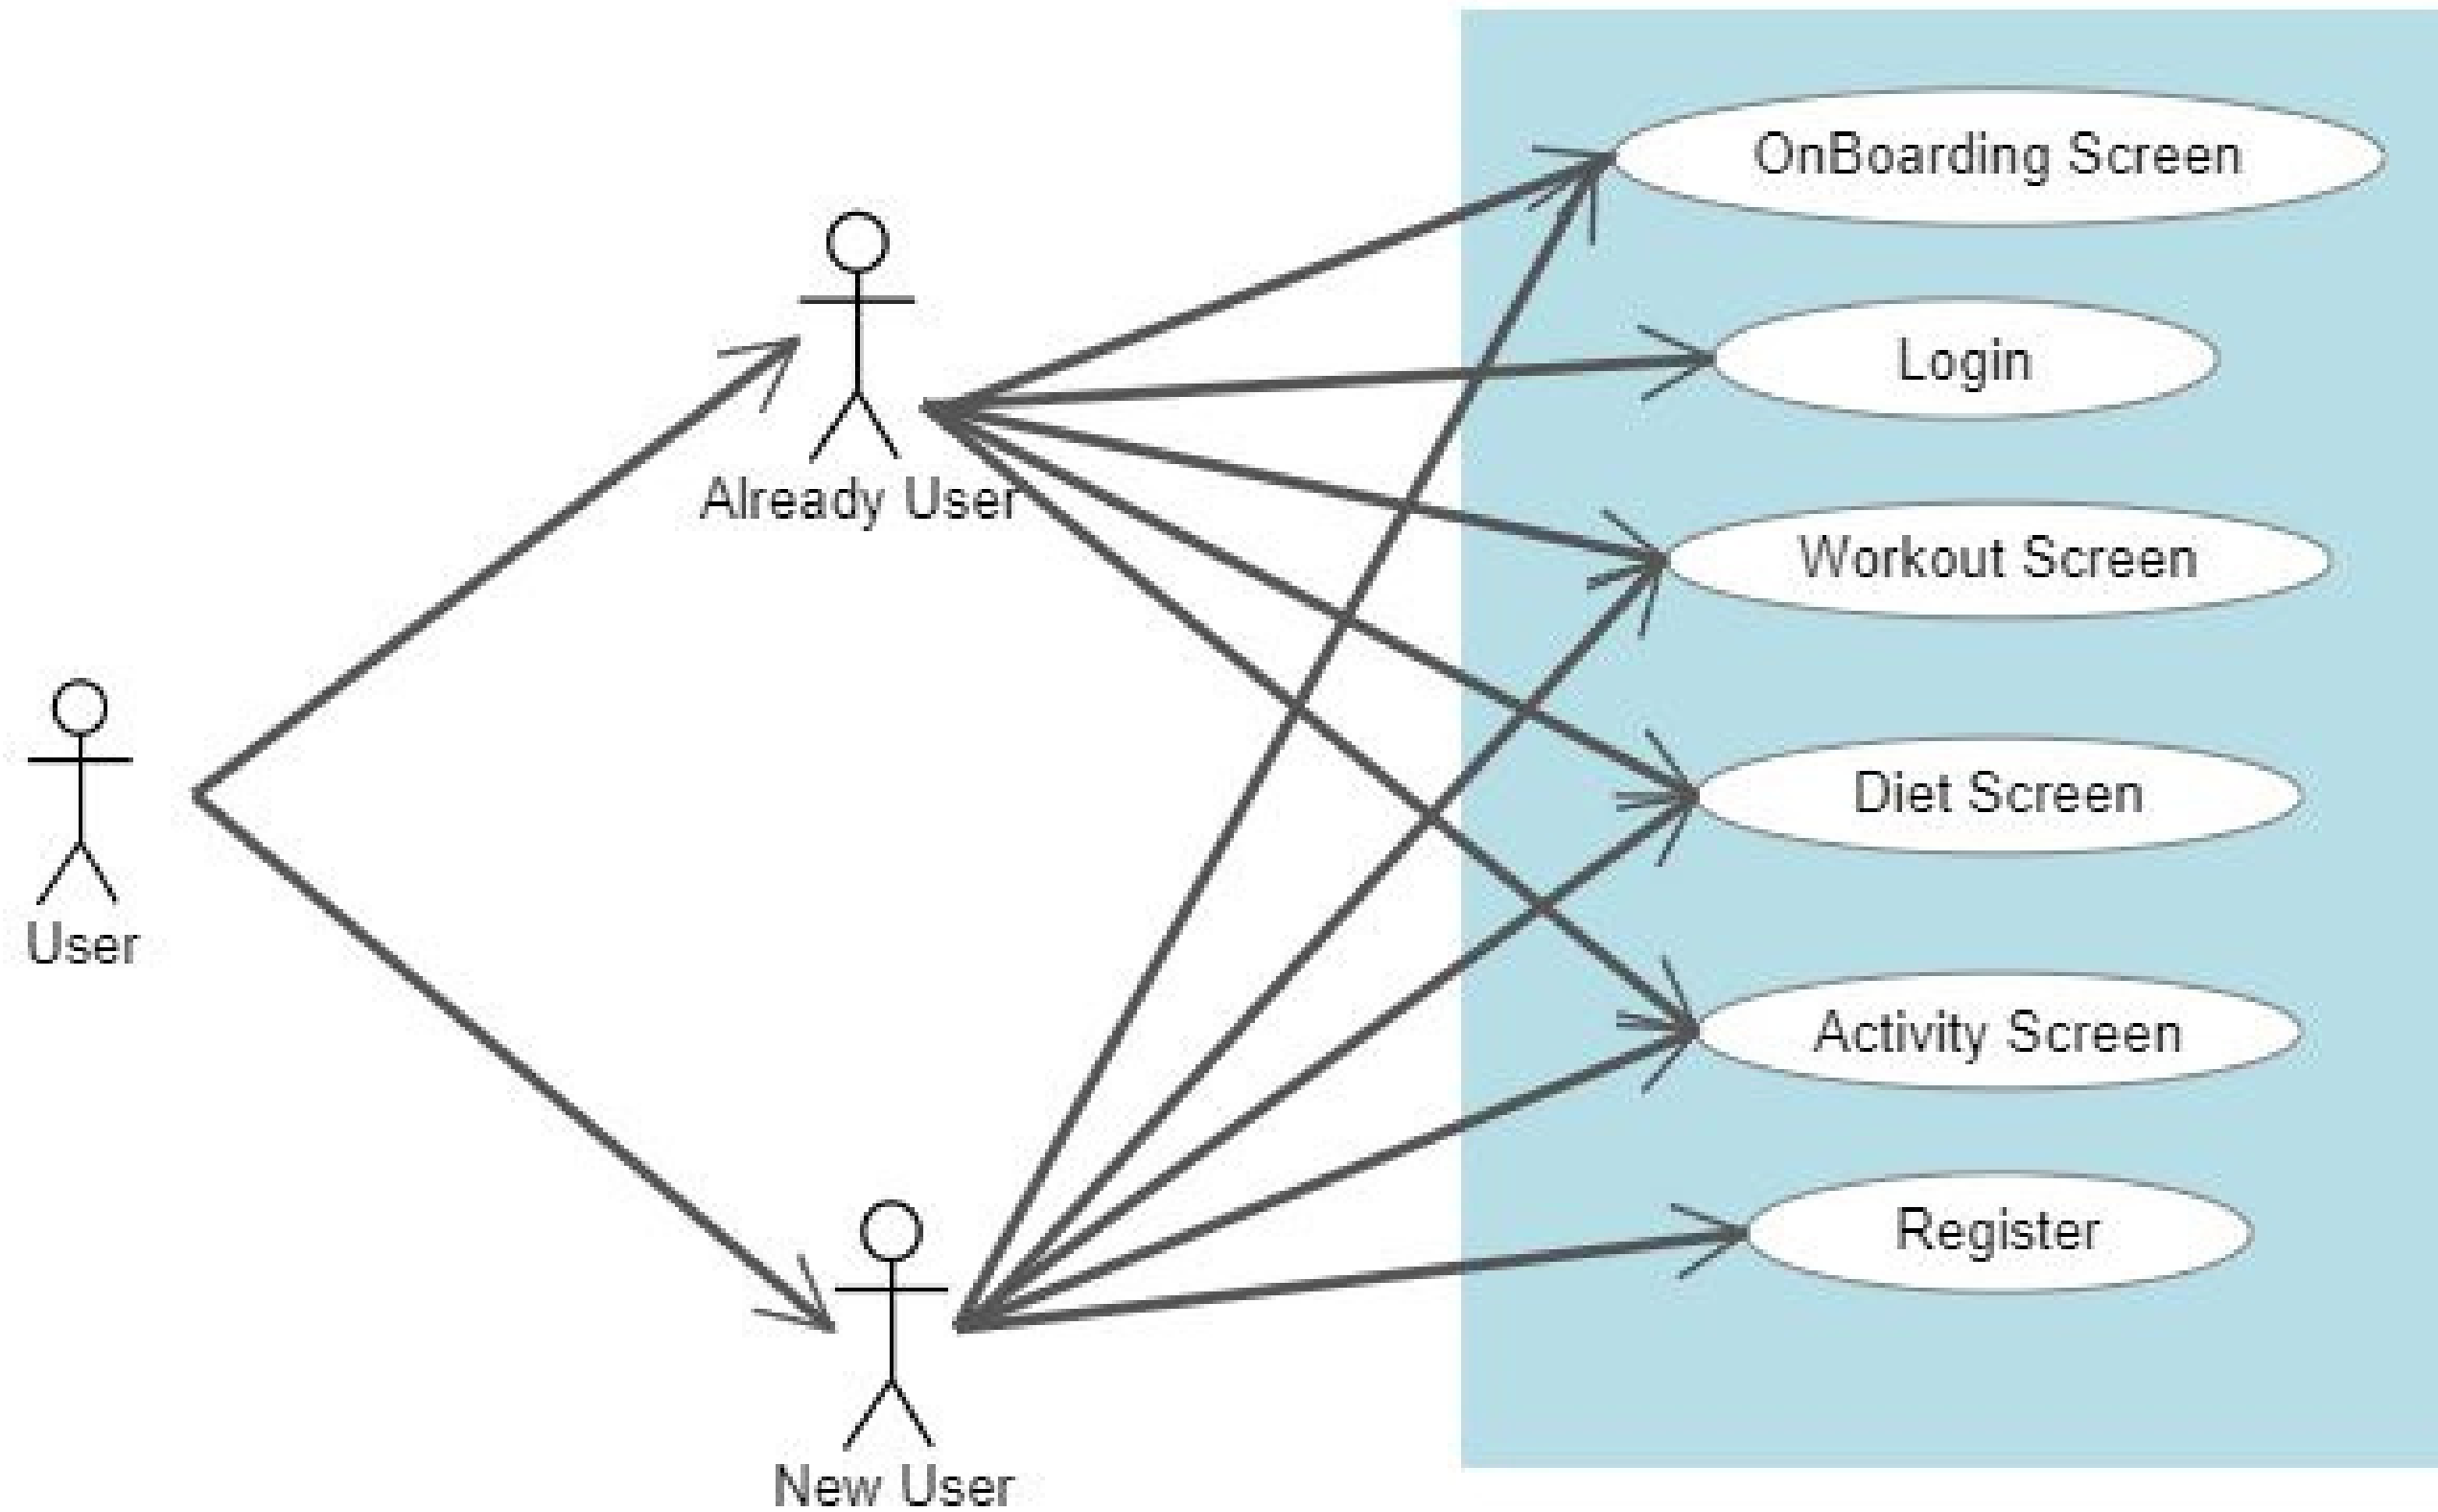 OnBoarding Screen
Login
Already User
Workout Screen
Diet Screen
User
Activity Screen
Register
New User